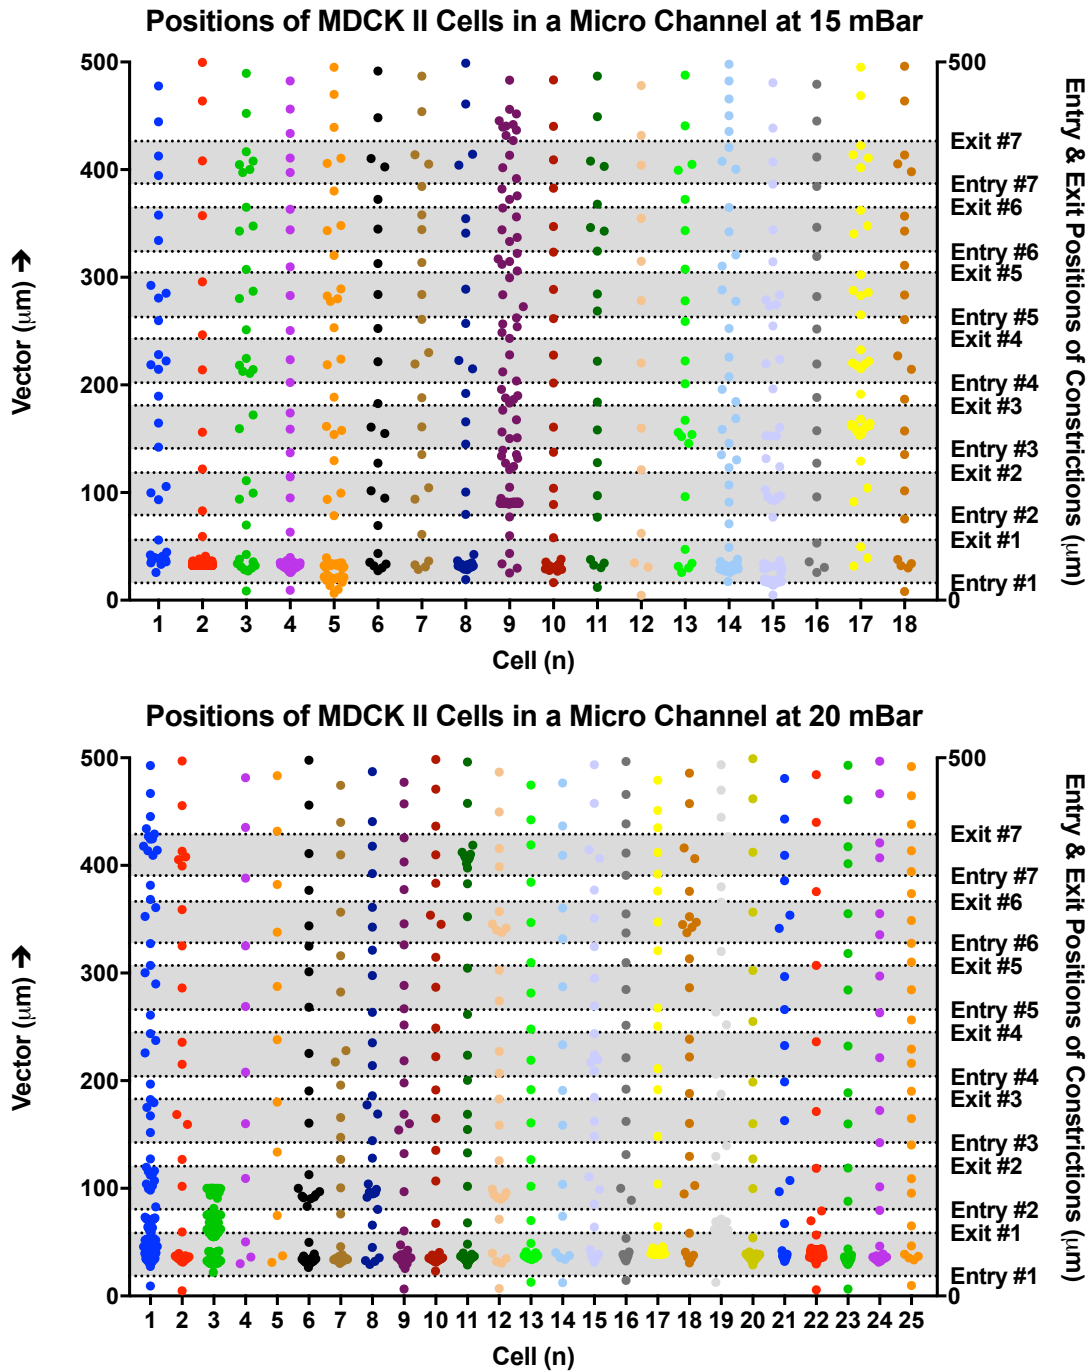 Positions of MDCK II Cells in a Micro Channel at 15 mBar
500
400
300
200
100
0
Vector (μm) →
500
Exit #7
Entry #7
Exit #6
Entry #6
Exit #5
Entry #5
Exit #4
Entry #4
Exit #3
Entry #3
Exit #2
Entry #2
Exit #1
Entry #1
0
Entry & Exit Positions of Constrictions (μm)
1 2 3 4 5 6 7 8 9 10 11 12 13 14 15 16 17 18
Cell (n)
Positions of MDCK II Cells in a Micro Channel at 20 mBar
500
400
300
200
100
0
Vector (μm) →
500
Exit #7
Entry #7
Exit #6
Entry #6
Exit #5
Entry #5
Exit #4
Entry #4
Exit #3
Entry #3
Exit #2
Entry #2
Exit #1
Entry #1
0
Entry & Exit Positions of Constrictions (μm)
1 2 3 4 5 6 7 8 9 10 11 12 13 14 15 16 17 18 19 20 21 22 23 24 25
Cell (n)